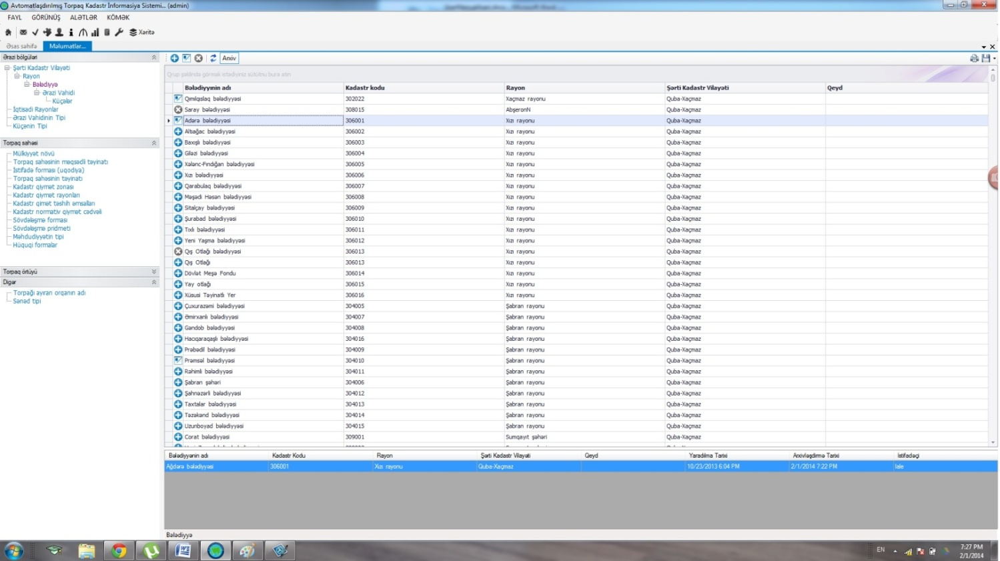 Avtomatlaşdırılmış Torpaq Kadastr İnformasiya Sistemi... (admin)
FAYL GÖRÜNÜŞ ALƏTLƏR KÖMƏK
Xəritə
Əsas səhifə Məlumatlar...
Ərazi bölgüləri
Şərti Kadastr Vilayəti
Rayon
Bələdiyyə
Ərazi Vahidi
Küçələr
İqtisadi Rayonlar
Ərazi Vahidinin Tipi
Küçənin Tipi
Torpaq sahəsi
Mülkiyyət növü
Torpaq sahəsinin məqsədli təyinatı
İstifadə forması (uqodiya)
Torpaq sahəsinin təyinatı
Kadastr qiymət zonası
Kadastr qiymət rayonları
Kadastr qimət təshih əmsalları
Kadastr normativ qiymət cədvəli
Sövdələşmə forması
Sövdələşmə pridmeti
Məhdudiyyətin tipi
Hüquqi formalar
Torpaq örtüyü
Digər
Torpağı ayıran orqanın adı
Sənəd tipi
Arxiv
Qrup şəklində görmək istədiyiniz sütütnu bura atın
Bələdiyyənin adı Kadastr kodu Rayon Şərti Kadastr Vilayəti Qeyd
Qımılqıslaq bələdiyyəsi 302022 Xaçmaz rayonu Quba-Xaçmaz
Saray bələdiyyəsi 308015 AbşeronN Quba-Xaçmaz
Adərə bələdiyyəsi 306001 Xızı rayonu Quba-Xaçmaz
Altıağac bələdiyyəsi 306002 Xızı rayonu Quba-Xaçmaz
Baxışlı bələdiyyəsi 306003 Xızı rayonu Quba-Xaçmaz
Giləzi bələdiyyəsi 306004 Xızı rayonu Quba-Xaçmaz
Xələnc-Fındığan bələdiyyəsi 306005 Xızı rayonu Quba-Xaçmaz
Xızı bələdiyyəsi 306006 Xızı rayonu Quba-Xaçmaz
Qarabulaq bələdiyyəsi 306007 Xızı rayonu Quba-Xaçmaz
Məşədi Həsən bələdiyyəsi 306008 Xızı rayonu Quba-Xaçmaz
Sitalçay bələdiyyəsi 306009 Xızı rayonu Quba-Xaçmaz
Şurabad bələdiyyəsi 306010 Xızı rayonu Quba-Xaçmaz
Tıxlı bələdiyyəsi 306011 Xızı rayonu Quba-Xaçmaz
Yeni Yaşma bələdiyyəsi 306012 Xızı rayonu Quba-Xaçmaz
Qış Otlağı bələdiyyəsi 306013 Xızı rayonu Quba-Xaçmaz
Qış Otlağı 306013 Xızı rayonu Quba-Xaçmaz
Dövlət Meşə Fondu 306014 Xızı rayonu Quba-Xaçmaz
Yay otlağı 306015 Xızı rayonu Quba-Xaçmaz
Xüsusi Təyinatlı Yer 306016 Xızı rayonu Quba-Xaçmaz
Çuxurazəmi bələdiyyəsi 304005 Şabran rayonu Quba-Xaçmaz
Əmirxanlı bələdiyyəsi 304007 Şabran rayonu Quba-Xaçmaz
Gəndob bələdiyyəsi 304008 Şabran rayonu Quba-Xaçmaz
Hacıqaraqaşlı bələdiyyəsi 304016 Şabran rayonu Quba-Xaçmaz
Prəbədil bələdiyyəsi 304009 Şabran rayonu Quba-Xaçmaz
Prəmsəl bələdiyyəsi 304010 Şabran rayonu Quba-Xaçmaz
Rəhimli bələdiyyəsi 304011 Şabran rayonu Quba-Xaçmaz
Şabran şəhəri 304006 Şabran rayonu Quba-Xaçmaz
Şahnəzərli bələdiyyəsi 304012 Şabran rayonu Quba-Xaçmaz
Taxtalar bələdiyyəsi 304013 Şabran rayonu Quba-Xaçmaz
Təzəkənd bələdiyyəsi 304014 Şabran rayonu Quba-Xaçmaz
Uzunboyad bələdiyyəsi 304015 Şabran rayonu Quba-Xaçmaz
Corat bələdiyyəsi 309001 Sumqayıt şəhəri Quba-Xaçmaz
Bələdiyyənin adı Kadastr Kodu Rayon Şərti Kadastr Vilayəti Qeyd Yaradılma Tarixi Arxivləşdirmə Tarixi İstifadəçi
Ağdərə bələdiyyəsi 306001 Xızı rayonu Quba-Xaçmaz 10/23/2013 6:04 PM 2/1/2014 7:22 PM lale
Bələdiyyə
EN 7:27 PM
2/1/2014